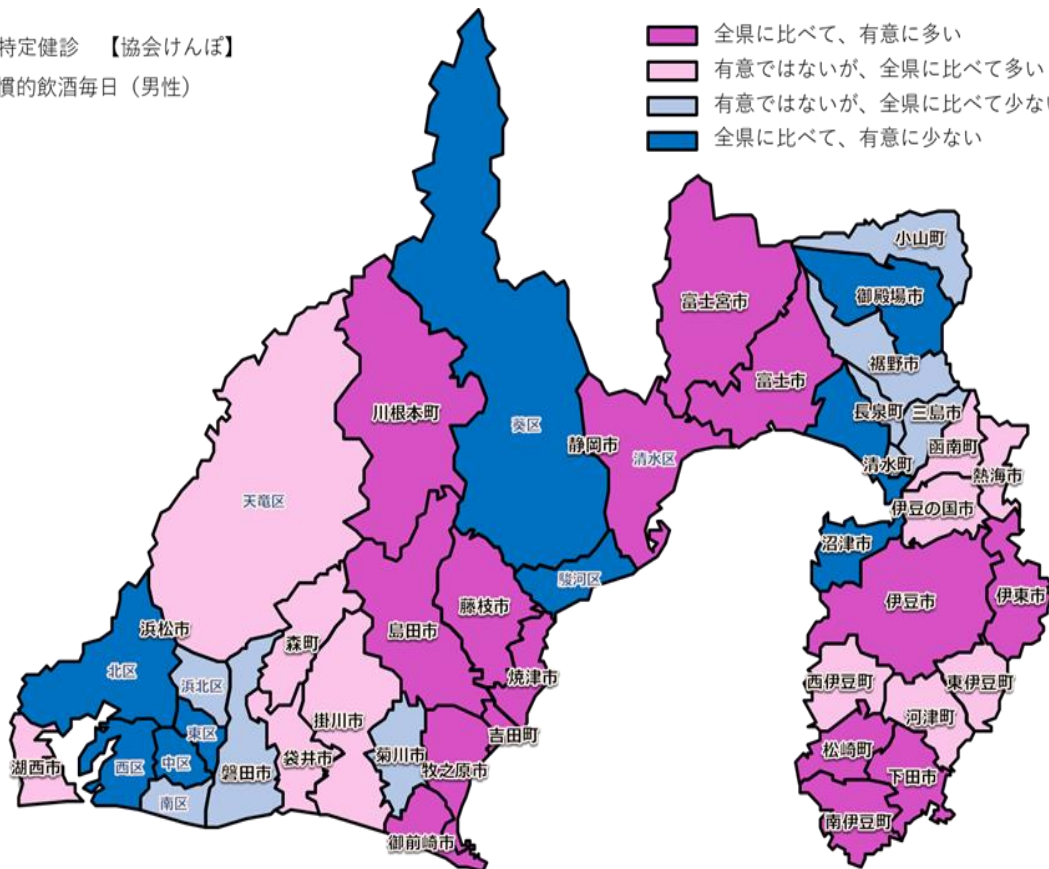 特定健診 【協会けんぽ】
慣的飲酒毎日（男性）
全県に比べて、有意に多い
有意ではないが、全県に比べて多い
有意ではないが、全県に比べて少ない
全県に比べて、有意に少ない
小山町
御殿場市
富士宮市
裾野市
富士市
長泉町
三島市
川根本町
葵区
静岡市
清水区
函南町
清水町
熱海市
天竜区
伊豆の国市
沼津市
駿河区
伊豆市
伊東市
藤枝市
浜松市
島田市
森町
北区
浜北区
焼津市
西伊豆町
東伊豆町
掛川市
河津町
東区
吉田町
菊川市
松崎町
湖西市
西区
中区
磐田市
袋井市
牧之原市
下田市
南区
南伊豆町
御前崎市